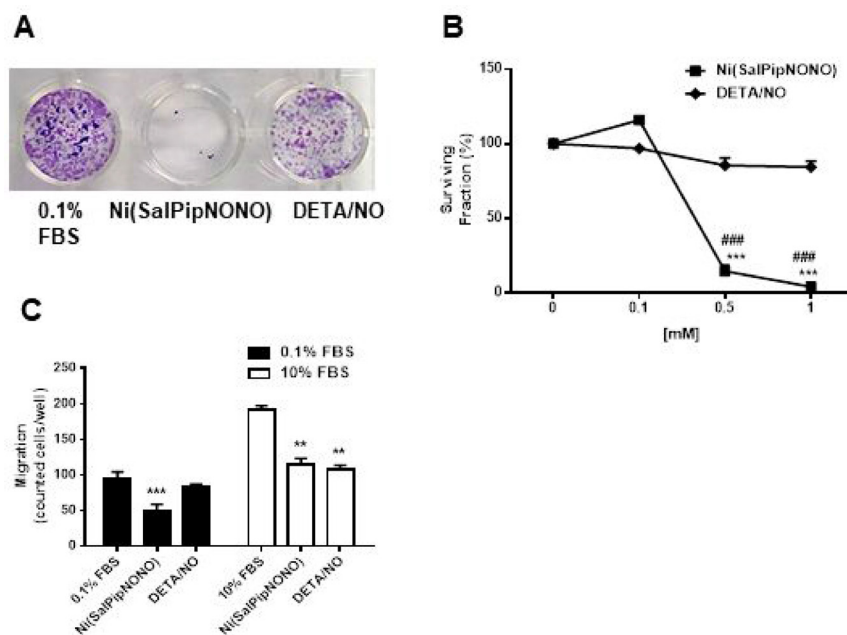 A
0.1%
FBS
Ni(SalPipNONO)
DETA/NO
B
Ni(SalPipNONO)
DETA/NO
Surviving
Fraction (%)
150
100
50
0
###
***
###
***
0
0.1
0.5
1
[mM]
C
0.1% FBS
10% FBS
Migration
(counted cells/well)
250
200
150
100
50
0
***
**
**
0.1% FBS
Ni(SalPipNONO)
DETA/NO
10% FBS
Ni(SalPipNONO)
DETA/NO